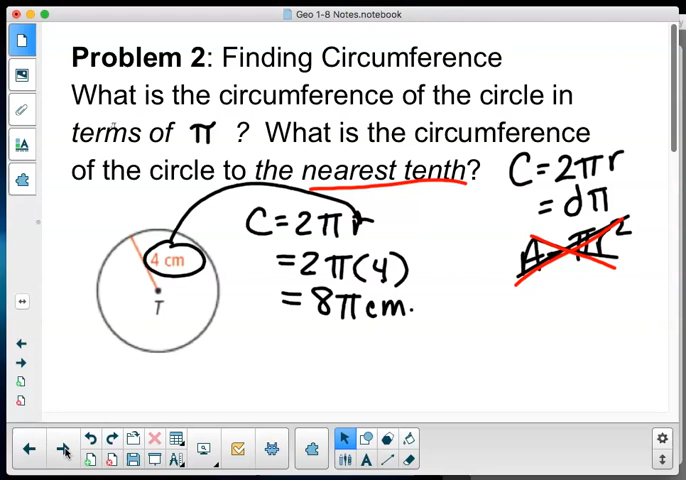 Geo 1-8 Notes.notebook
Problem 2: Finding Circumference
What is the circumference of the circle in
terms of π ? What is the circumference
of the circle to the nearest tenth?
C=2πr
=dπ
A=πr²
C=2πr
4 cm
=2π(4)
=8πcm.
T